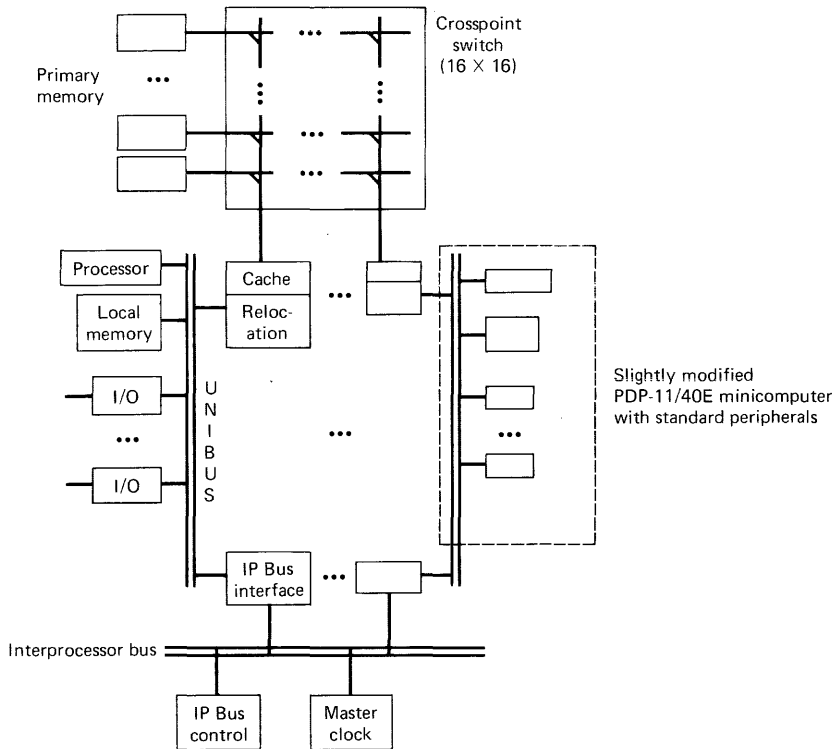 Crosspoint
switch
(16 X 16)
Primary
memory
Processor
Local
memory
I/O
I/O
UNIBUS
Cache
Reloc-
ation
Slightly modified
PDP-11/40E minicomputer
with standard peripherals
IP Bus
interface
Interprocessor bus
IP Bus
control
Master
clock